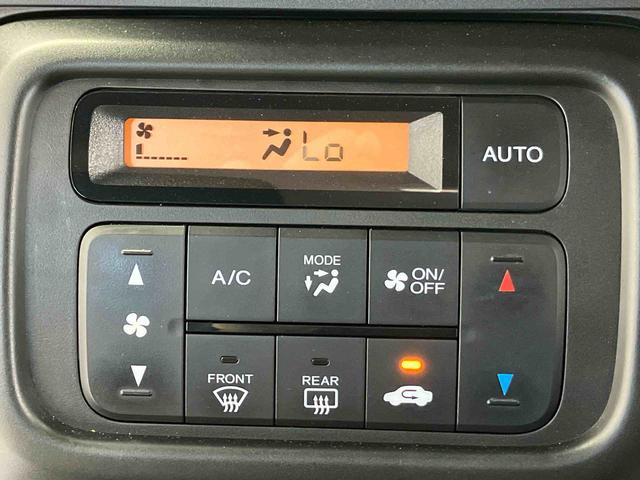 Lo
AUTO
A/C
MODE
ON/
OFF
FRONT
REAR